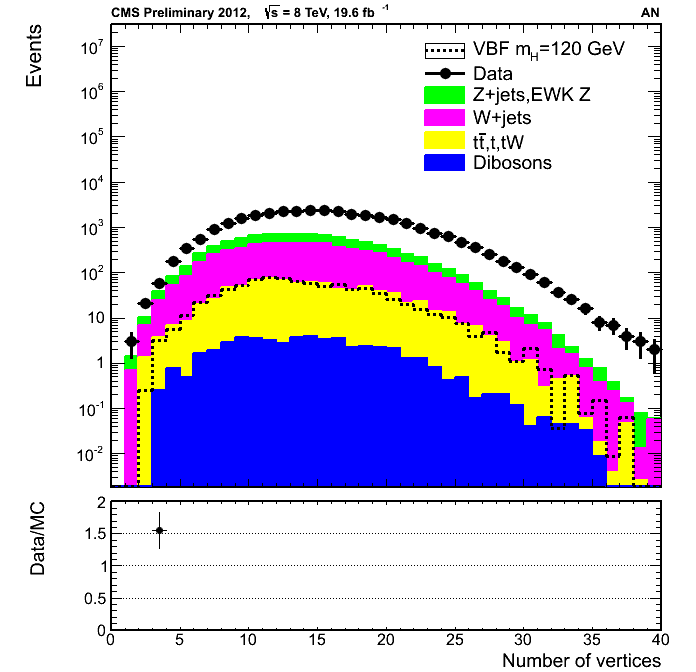 CMS Preliminary 2012, √s = 8 TeV, 19.6 fb⁻¹ AN
Events
10⁷
10⁶
10⁵
10⁴
10³
10²
10
1
10⁻¹
10⁻²
VBF m_H=120 GeV
Data
Z+jets,EWK Z
W+jets
tt̄,t,tW
Dibosons
Data/MC
2
1.5
1
0.5
0
0 5 10 15 20 25 30 35 40
Number of vertices